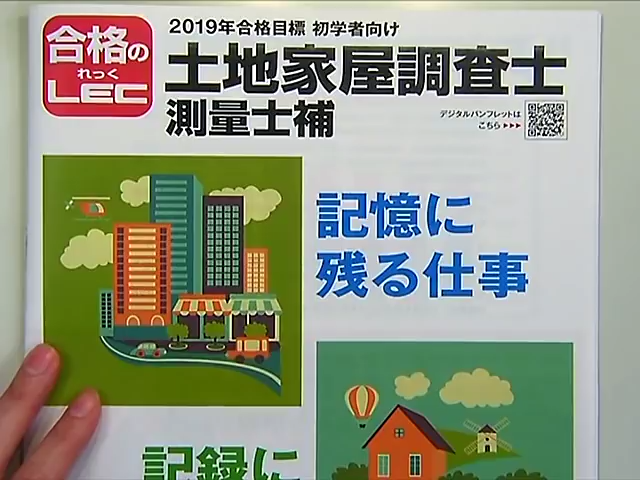 合格の
れっく
LEC
2019年合格目標 初学者向け
土地家屋調査士
測量士補
デジタルパンフレットは
こちら ▶▶▶
記憶に
残る仕事
記録に